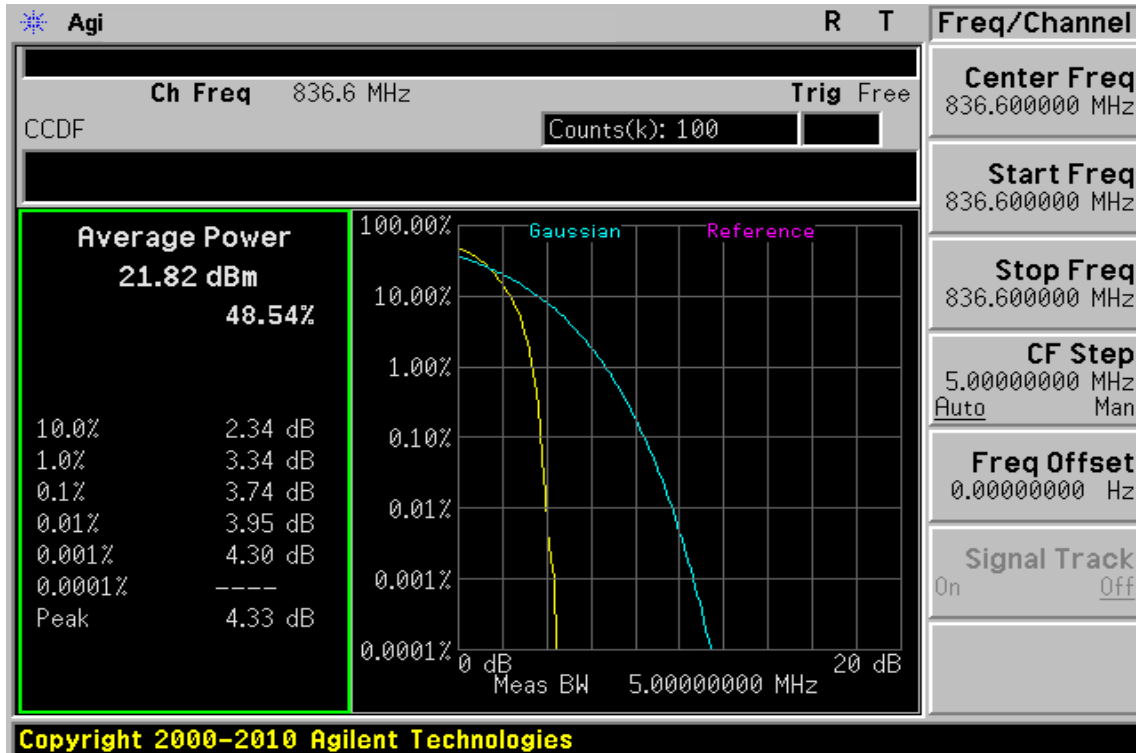 Agi R T
Ch Freq 836.6 MHz Trig Free
CCDF Counts(k): 100
Average Power
21.82 dBm
48.54%
10.0% 2.34 dB
1.0% 3.34 dB
0.1% 3.74 dB
0.01% 3.95 dB
0.001% 4.30 dB
0.0001% ----
Peak 4.33 dB
Gaussian Reference
100.00%
10.00%
1.00%
0.10%
0.01%
0.001%
0.0001%
0 dB 20 dB
Meas BW 5.00000000 MHz
Freq/Channel
Center Freq
836.600000 MHz
Start Freq
836.600000 MHz
Stop Freq
836.600000 MHz
CF Step
5.00000000 MHz
Auto Man
Freq Offset
0.00000000 Hz
Signal Track
On Off
Copyright 2000-2010 Agilent Technologies